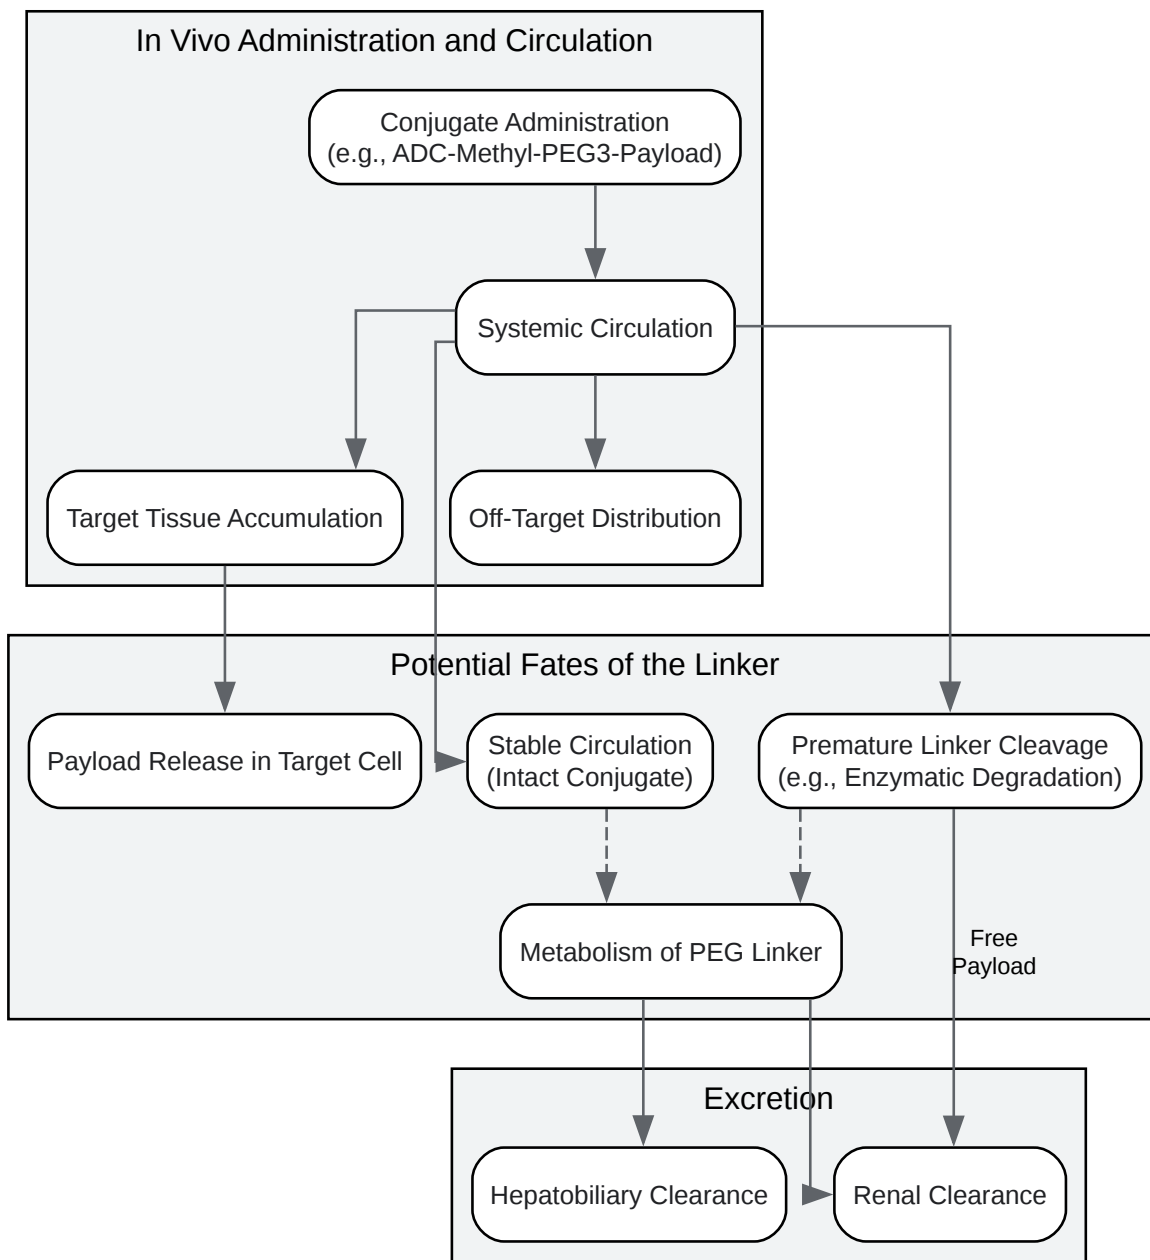 In Vivo Administration and Circulation
Conjugate Administration
(e.g., ADC-Methyl-PEG3-Payload)
Systemic Circulation
Target Tissue Accumulation
Off-Target Distribution
Potential Fates of the Linker
Payload Release in Target Cell
Stable Circulation
(Intact Conjugate)
Premature Linker Cleavage
(e.g., Enzymatic Degradation)
Metabolism of PEG Linker
Free
Payload
Excretion
Hepatobiliary Clearance
Renal Clearance